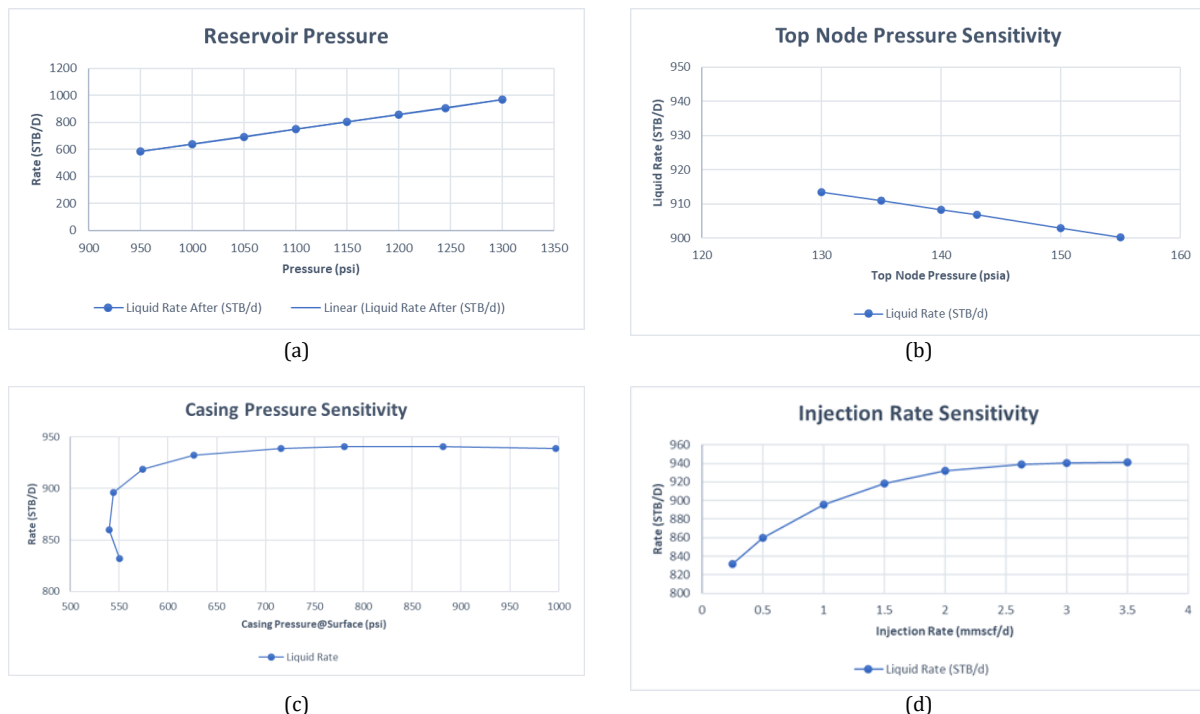 Reservoir Pressure
Rate (STB/D)
1200
1000
800
600
400
200
0
900 950 1000 1050 1100 1150 1200 1250 1300 1350
Pressure (psi)
Liquid Rate After (STB/d) Linear (Liquid Rate After (STB/d))
(a)
Top Node Pressure Sensitivity
Liquid Rate (STB/D)
950
940
930
920
910
900
120 130 140 150 160
Top Node Pressure (psia)
Liquid Rate (STB/d)
(b)
Casing Pressure Sensitivity
Rate (STB/D)
950
900
850
800
500 550 600 650 700 750 800 850 900 950 1000
Casing Pressure@Surface (psi)
Liquid Rate
(c)
Injection Rate Sensitivity
Rate (STB/D)
960
940
920
900
880
860
840
820
800
0 0.5 1 1.5 2 2.5 3 3.5 4
Injection Rate (mmscf/d)
Liquid Rate (STB/d)
(d)